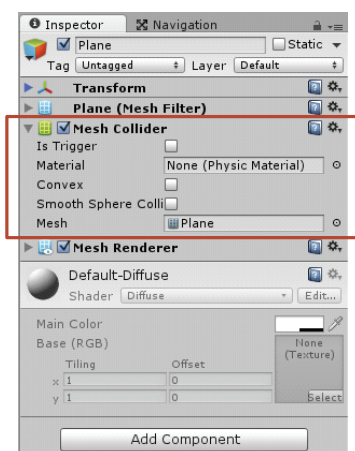 Inspector Navigation
Plane Static
Tag Untagged Layer Default
Transform
Plane (Mesh Filter)
Mesh Collider
Is Trigger
Material None (Physic Material)
Convex
Smooth Sphere Colli
Mesh Plane
Mesh Renderer
Default-Diffuse
Shader Diffuse Edit...
Main Color
Base (RGB) None
(Texture)
Tiling Offset
x 1 0
y 1 0 Select
Add Component